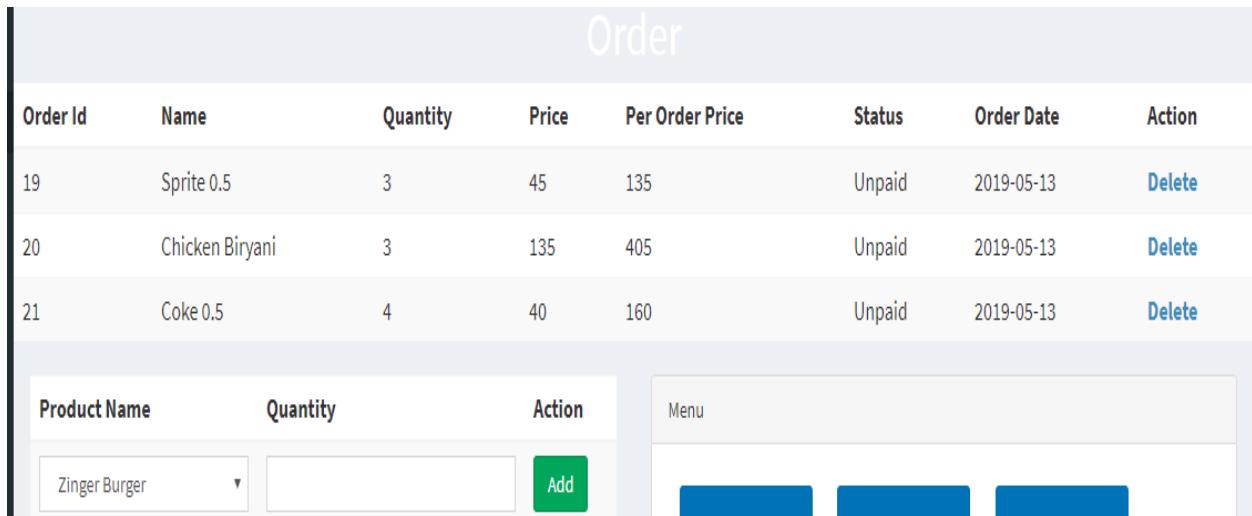 Order
Order Id Name Quantity Price Per Order Price Status Order Date Action
19 Sprite 0.5 3 45 135 Unpaid 2019-05-13 Delete
20 Chicken Biryani 3 135 405 Unpaid 2019-05-13 Delete
21 Coke 0.5 4 40 160 Unpaid 2019-05-13 Delete
Product Name Quantity Action
Menu
Zinger Burger Add